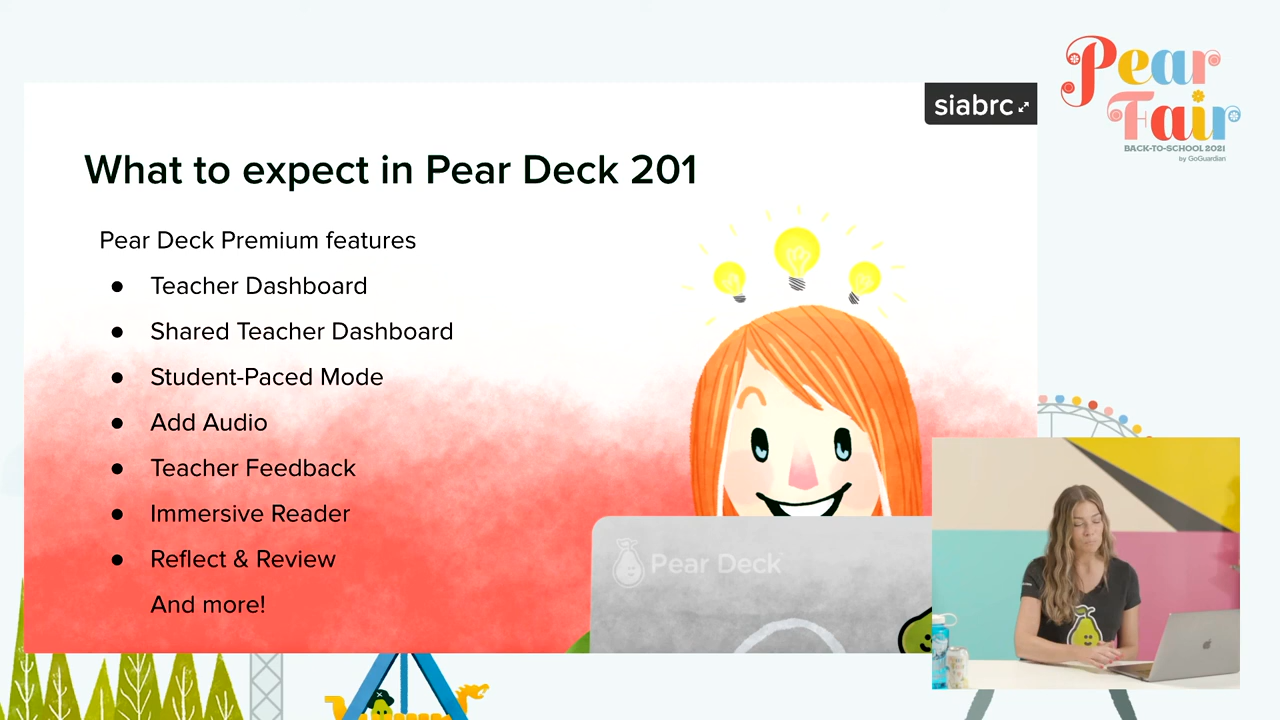 Pear
Fair
BACK-TO-SCHOOL 2021
by GoGuardian
siabrc
What to expect in Pear Deck 201
Pear Deck Premium features
● Teacher Dashboard
● Shared Teacher Dashboard
● Student-Paced Mode
● Add Audio
● Teacher Feedback
● Immersive Reader
● Reflect & Review
And more!
Pear Deck